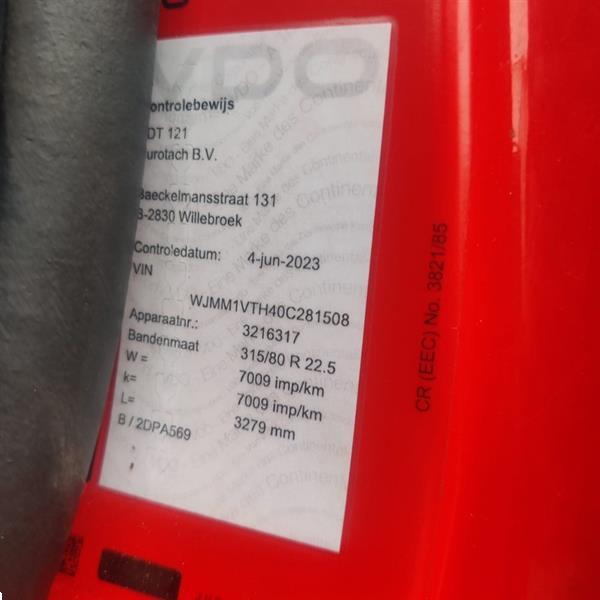 VDO
ontrolebewijs
DT 121
urotach B.V.
Baeckelmansstraat 131
B-2830 Willebroek
Controledatum: 4-jun-2023
VIN
WJMM1VTH40C281508
Apparaatnr.: 3216317
Bandenmaat
W = 315/80 R 22.5
k= 7009 imp/km
L= 7009 imp/km
B / 2DPA569 3279 mm
CR (EEC) No. 3821/85